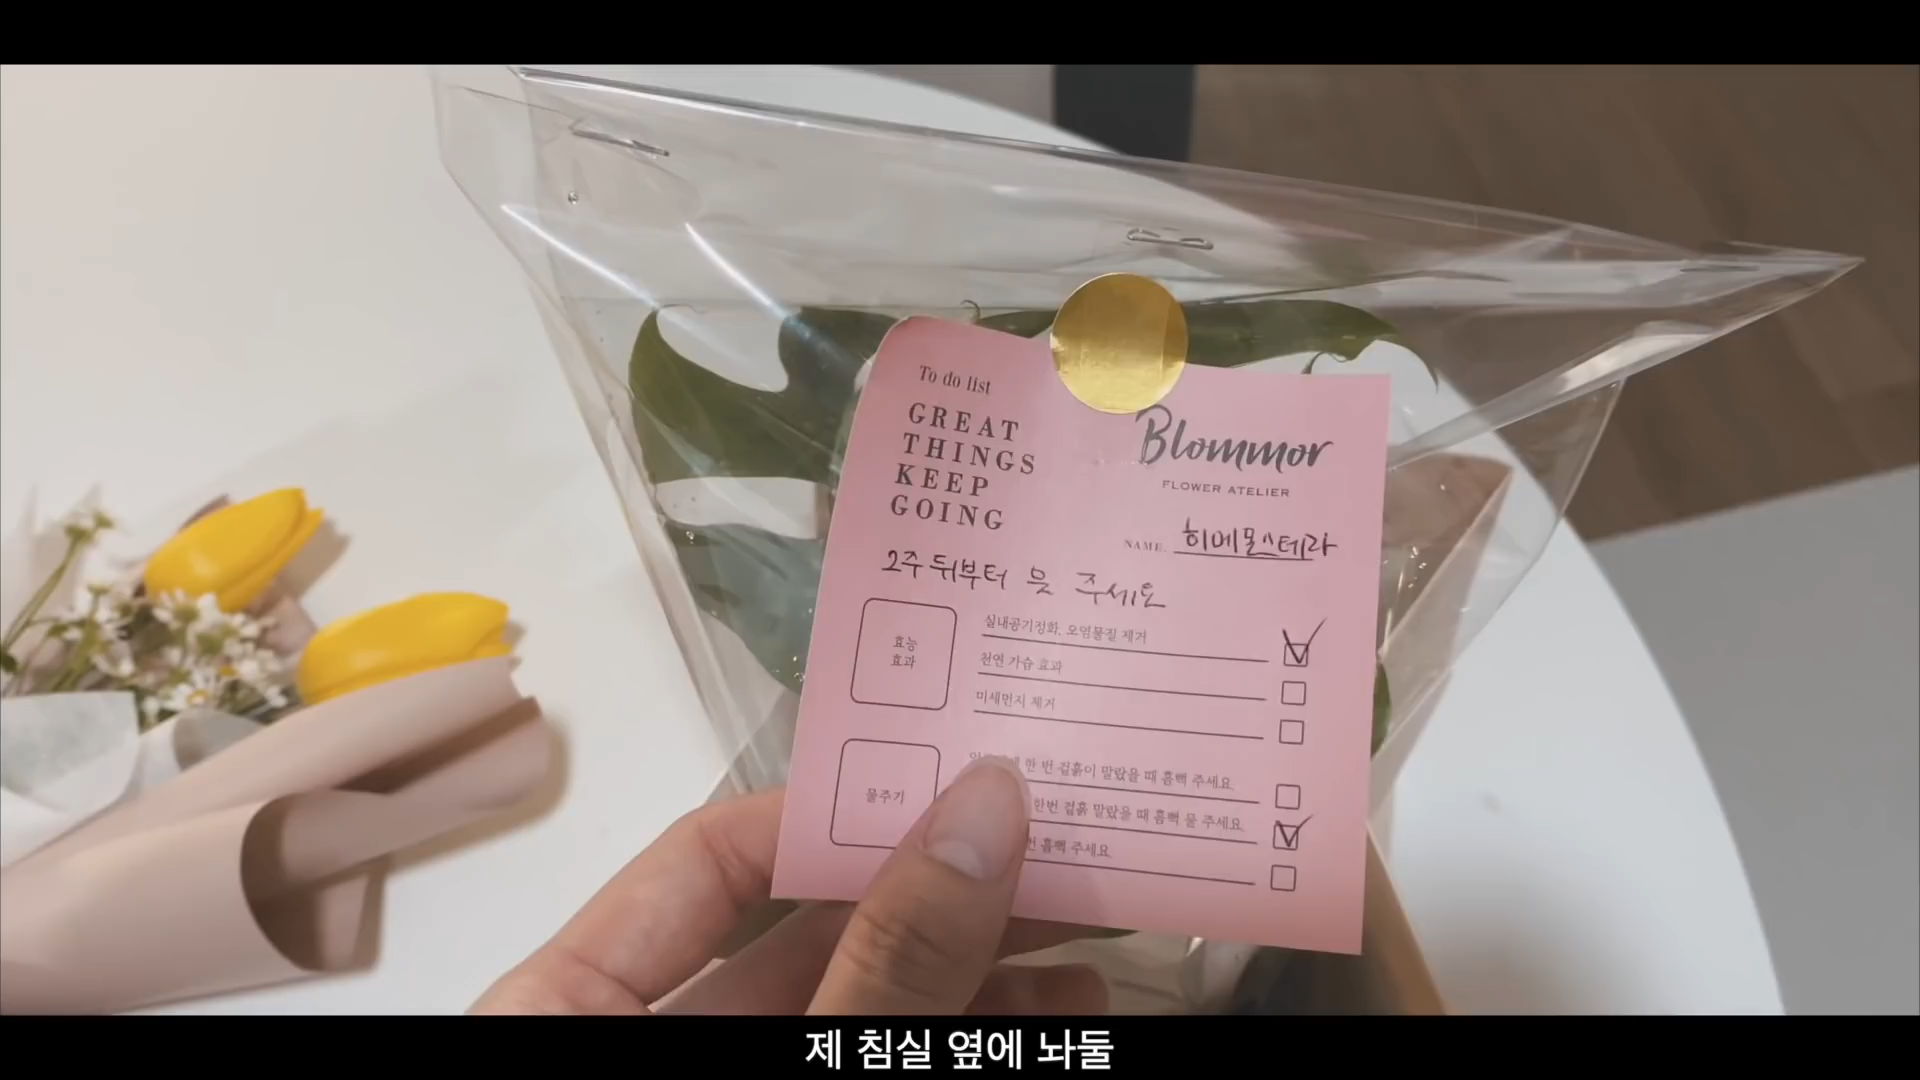 To do list
GREAT
THINGS
KEEP
GOING
Blommor
FLOWER ATELIER
NAME. 히메몬스테라
2주 뒤부터 물 주세요
효능
효과
실내공기정화, 오염물질 제거
천연 가습 효과
미세먼지 제거
물주기
한 번 겉흙이 말랐을 때 흠뻑 주세요.
한번 겉흙 말랐을 때 흠뻑 물 주세요.
흠뻑 주세요.
제 침실 옆에 놔둘